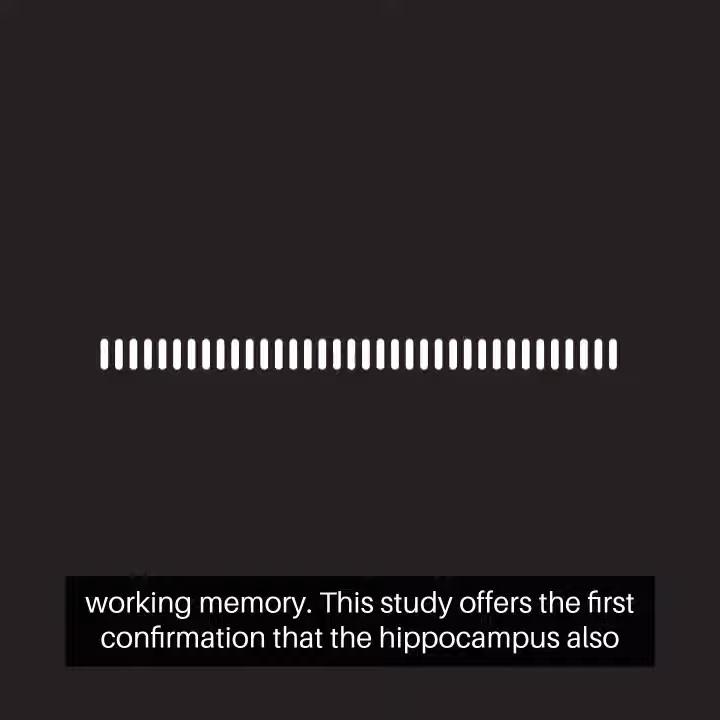 working memory. This study offers the first
confirmation that the hippocampus also